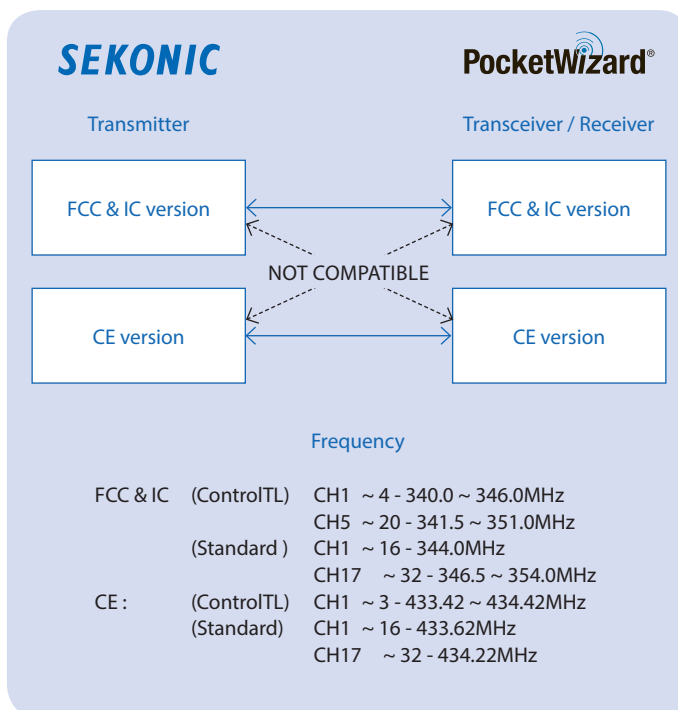 SEKONIC PocketWizard®
Transmitter Transceiver / Receiver
FCC & IC version FCC & IC version
NOT COMPATIBLE
CE version CE version
Frequency
FCC & IC (ControlTL) CH1 ~ 4 - 340.0 ~ 346.0MHz
CH5 ~ 20 - 341.5 ~ 351.0MHz
(Standard ) CH1 ~ 16 - 344.0MHz
CH17 ~ 32 - 346.5 ~ 354.0MHz
CE : (ControlTL) CH1 ~ 3 - 433.42 ~ 434.42MHz
(Standard) CH1 ~ 16 - 433.62MHz
CH17 ~ 32 - 434.22MHz